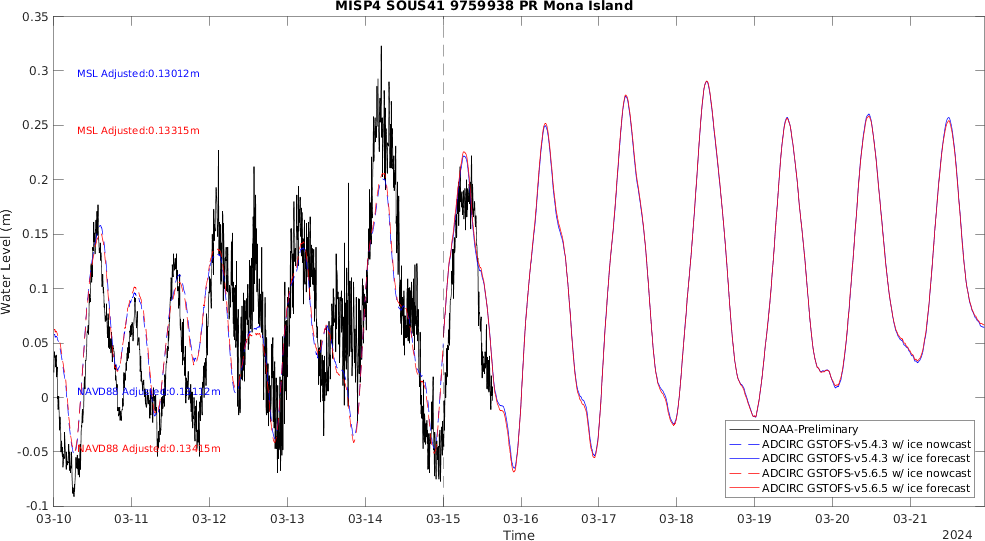 MISP4 SOUS41 9759938 PR Mona Island
0.35
0.3
0.25
0.2
0.15
0.1
0.05
0
-0.05
-0.1
Water Level (m)
MSL Adjusted:0.13012m
MSL Adjusted:0.13315m
NAVD88 Adjusted:0.13112m
NAVD88 Adjusted:0.13415m
NOAA-Preliminary
ADCIRC GSTOFS-v5.4.3 w/ ice nowcast
ADCIRC GSTOFS-v5.4.3 w/ ice forecast
ADCIRC GSTOFS-v5.6.5 w/ ice nowcast
ADCIRC GSTOFS-v5.6.5 w/ ice forecast
03-10 03-11 03-12 03-13 03-14 03-15 03-16 03-17 03-18 03-19 03-20 03-21
Time
2024